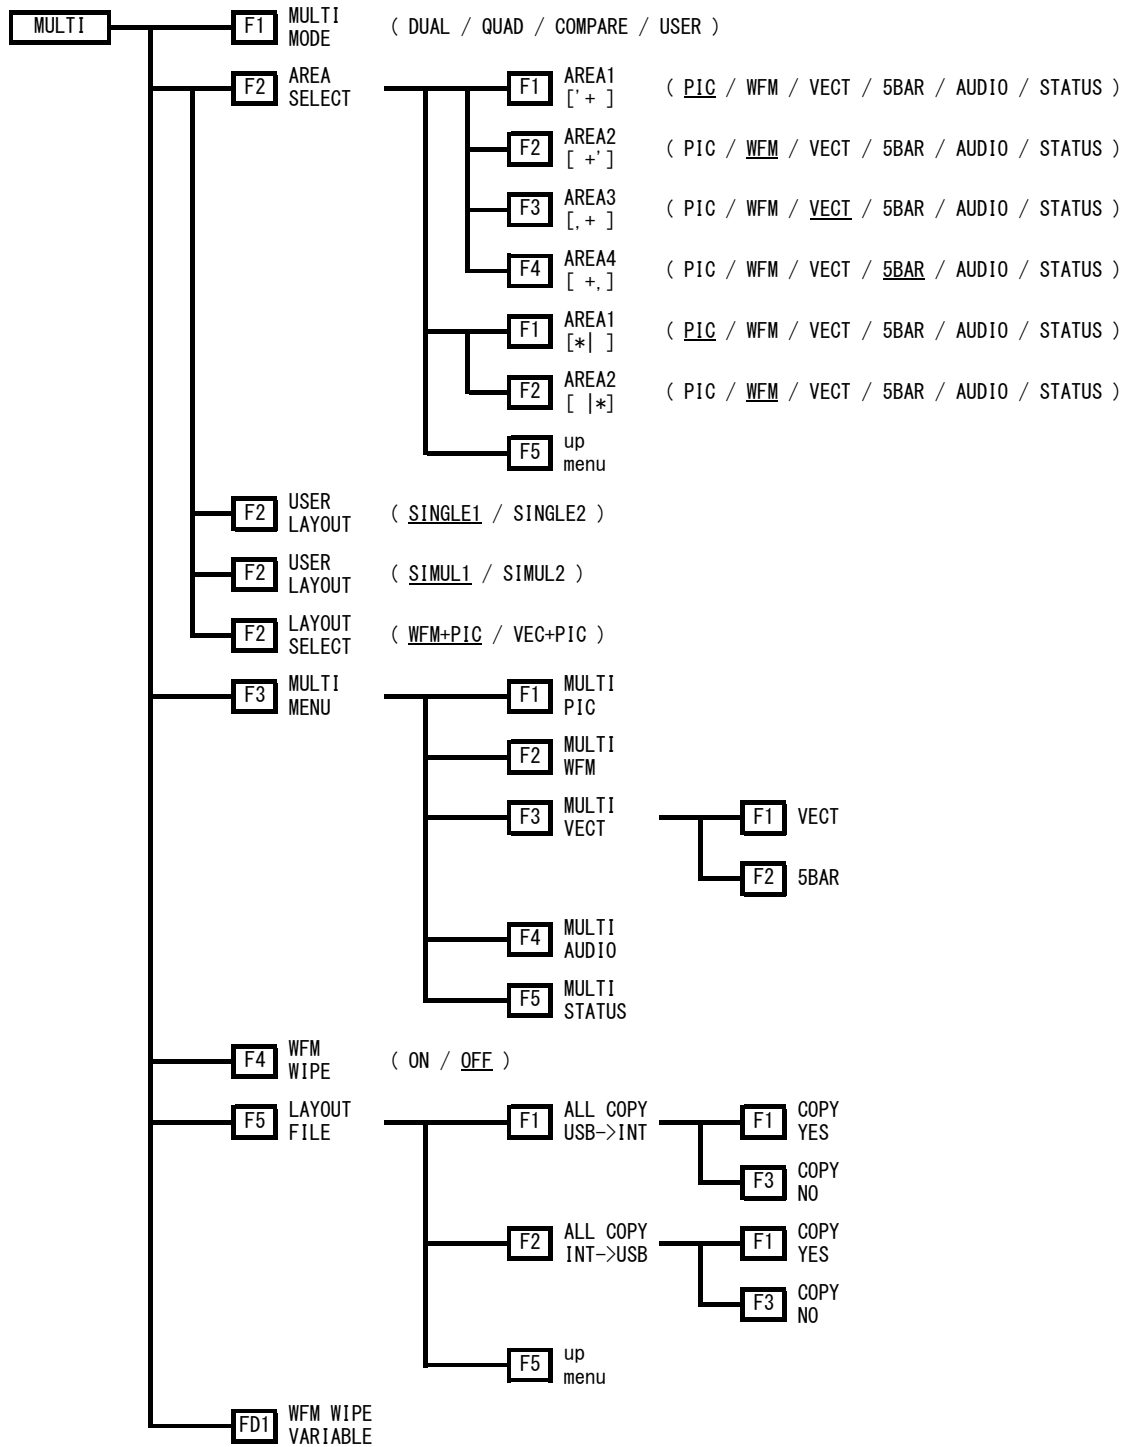 MULTI
F1 MULTI MODE ( DUAL / QUAD / COMPARE / USER )
F2 AREA SELECT
F1 AREA1 ['+ ] ( PIC / WFM / VECT / 5BAR / AUDIO / STATUS )
F2 AREA2 [ +'] ( PIC / WFM / VECT / 5BAR / AUDIO / STATUS )
F3 AREA3 [,+ ] ( PIC / WFM / VECT / 5BAR / AUDIO / STATUS )
F4 AREA4 [ +,] ( PIC / WFM / VECT / 5BAR / AUDIO / STATUS )
F1 AREA1 [*| ] ( PIC / WFM / VECT / 5BAR / AUDIO / STATUS )
F2 AREA2 [ |*] ( PIC / WFM / VECT / 5BAR / AUDIO / STATUS )
F5 up menu
F2 USER LAYOUT ( SINGLE1 / SINGLE2 )
F2 USER LAYOUT ( SIMUL1 / SIMUL2 )
F2 LAYOUT SELECT ( WFM+PIC / VEC+PIC )
F3 MULTI MENU
F1 MULTI PIC
F2 MULTI WFM
F3 MULTI VECT
F1 VECT
F2 5BAR
F4 MULTI AUDIO
F5 MULTI STATUS
F4 WFM WIPE ( ON / OFF )
F5 LAYOUT FILE
F1 ALL COPY USB->INT
F1 COPY YES
F3 COPY NO
F2 ALL COPY INT->USB
F1 COPY YES
F3 COPY NO
F5 up menu
FD1 WFM WIPE VARIABLE